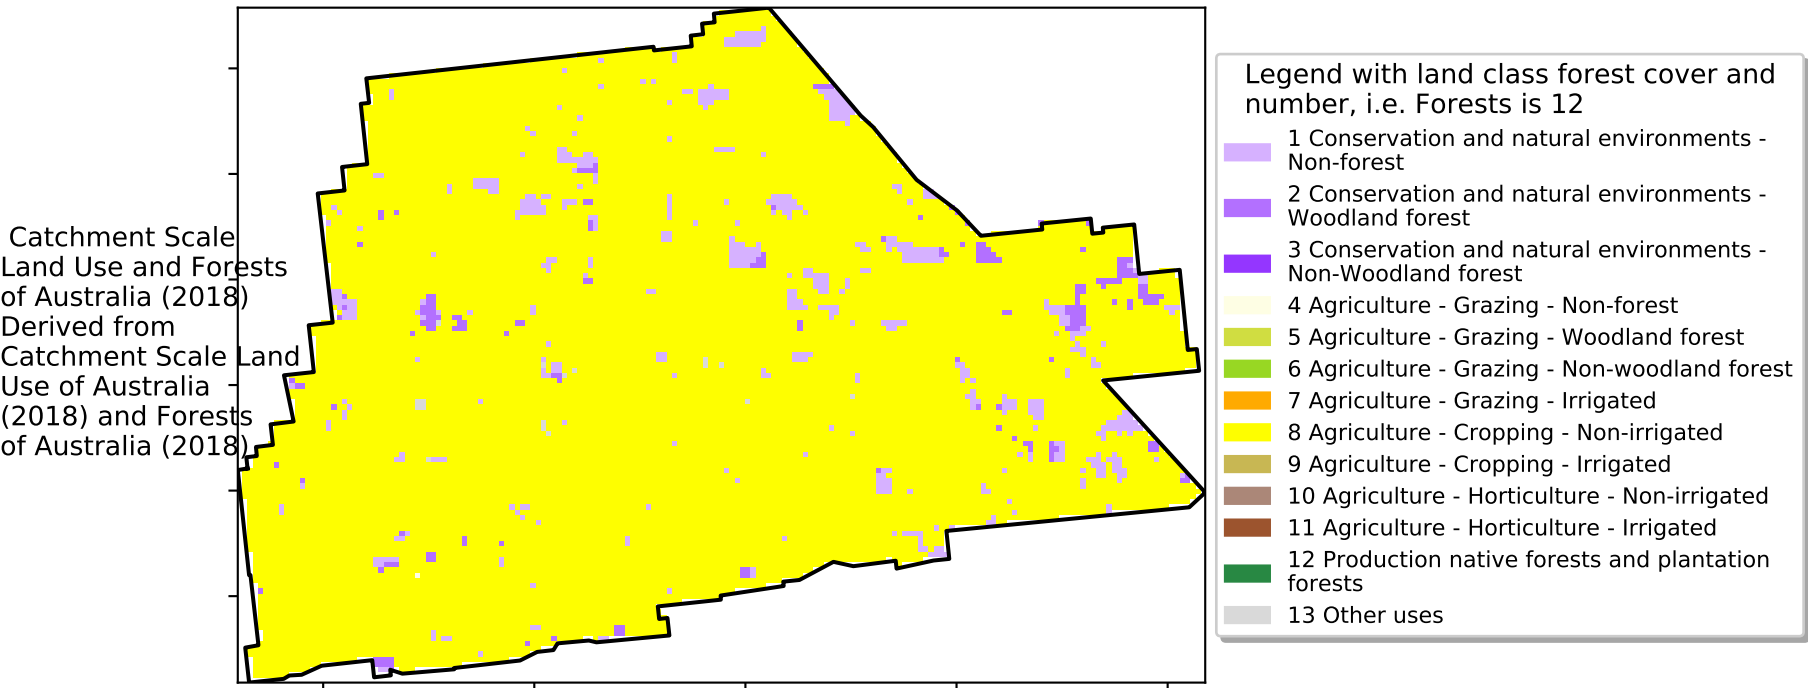 Catchment Scale
Land Use and Forests
of Australia (2018)
Derived from
Catchment Scale Land
Use of Australia
(2018) and Forests
of Australia (2018)
Legend with land class forest cover and
number, i.e. Forests is 12
1 Conservation and natural environments -
Non-forest
2 Conservation and natural environments -
Woodland forest
3 Conservation and natural environments -
Non-Woodland forest
4 Agriculture - Grazing - Non-forest
5 Agriculture - Grazing - Woodland forest
6 Agriculture - Grazing - Non-woodland forest
7 Agriculture - Grazing - Irrigated
8 Agriculture - Cropping - Non-irrigated
9 Agriculture - Cropping - Irrigated
10 Agriculture - Horticulture - Non-irrigated
11 Agriculture - Horticulture - Irrigated
12 Production native forests and plantation
forests
13 Other uses